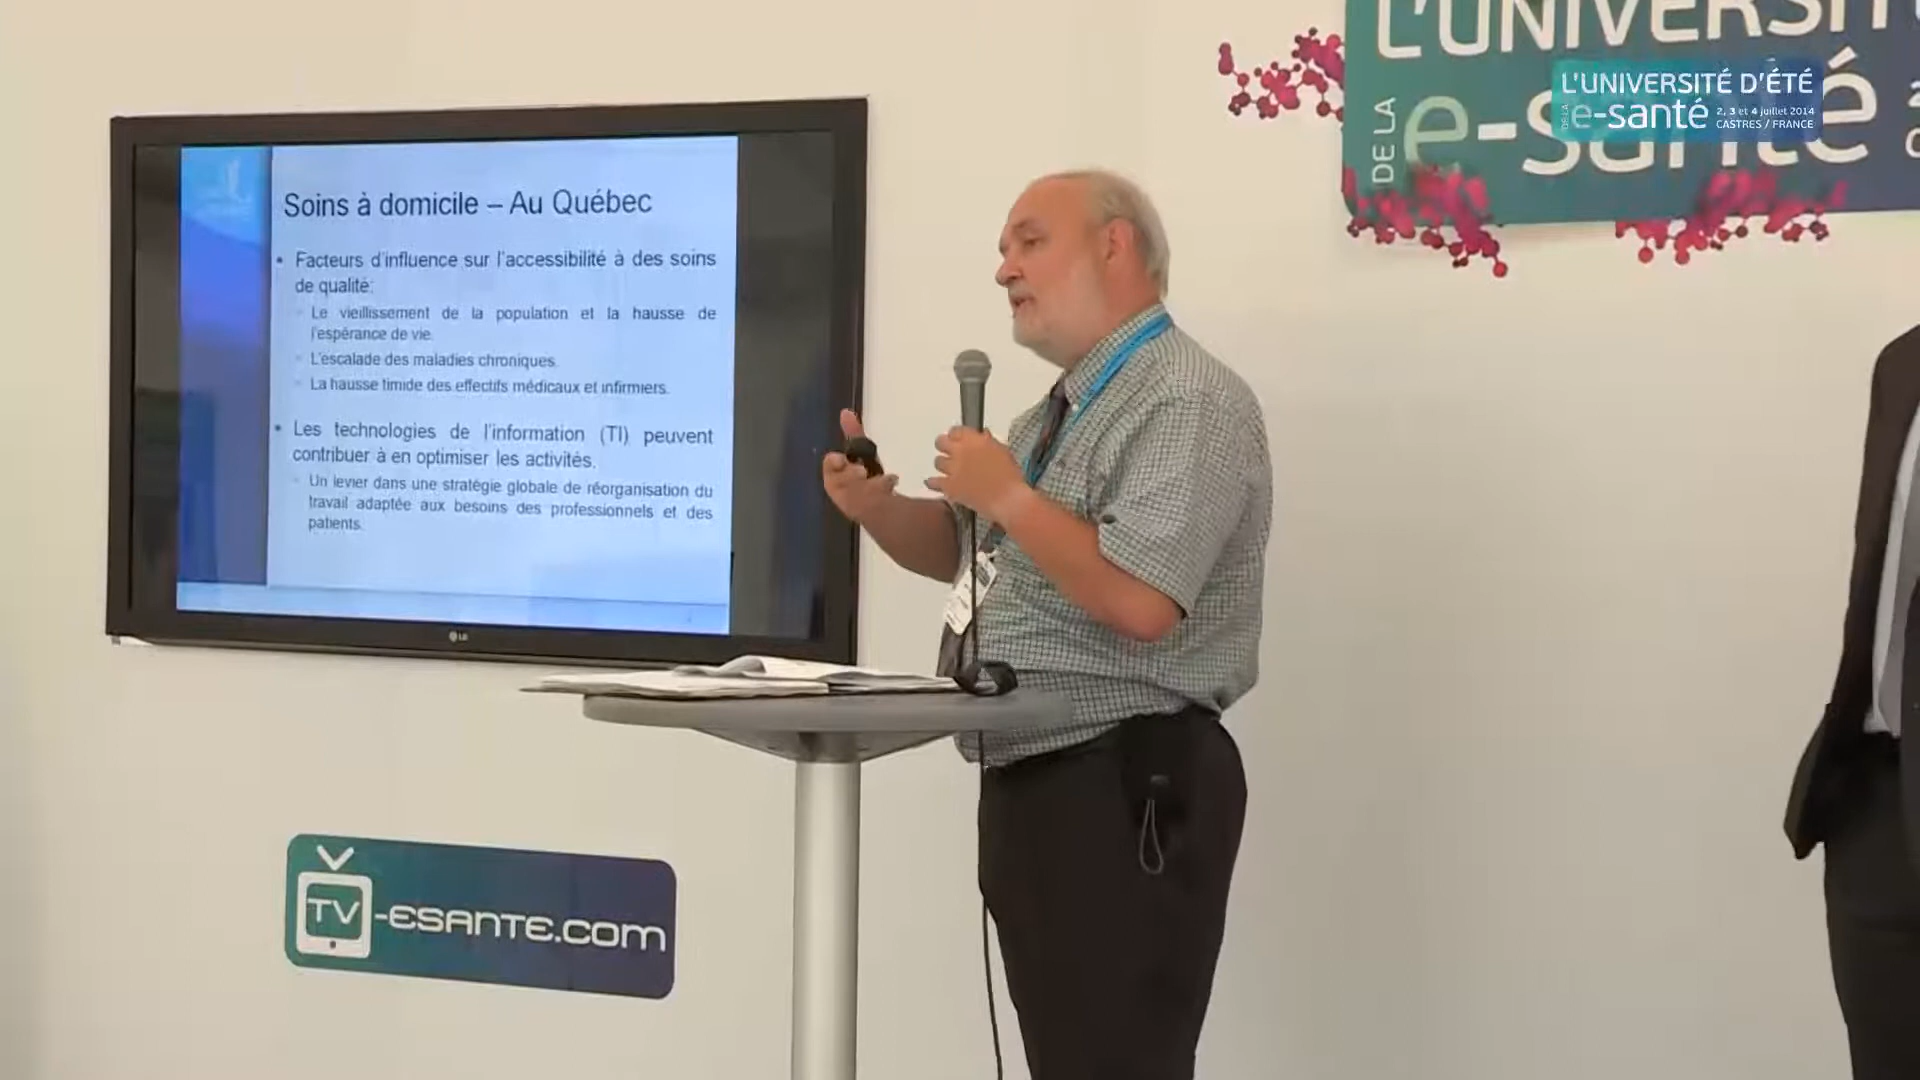 L'UNIVERSIT
DE LA e-santé
L'UNIVERSITÉ D'ÉTÉ
DE LA e-santé 2, 3 et 4 juillet 2014
CASTRES / FRANCE
Soins à domicile – Au Québec
• Facteurs d'influence sur l'accessibilité à des soins
de qualité:
Le vieillissement de la population et la hausse de
l'espérance de vie.
L'escalade des maladies chroniques.
La hausse timide des effectifs médicaux et infirmiers.
• Les technologies de l'information (TI) peuvent
contribuer à en optimiser les activités.
Un levier dans une stratégie globale de réorganisation du
travail adaptée aux besoins des professionnels et des
patients.
LG
TV-ESANTE.COM